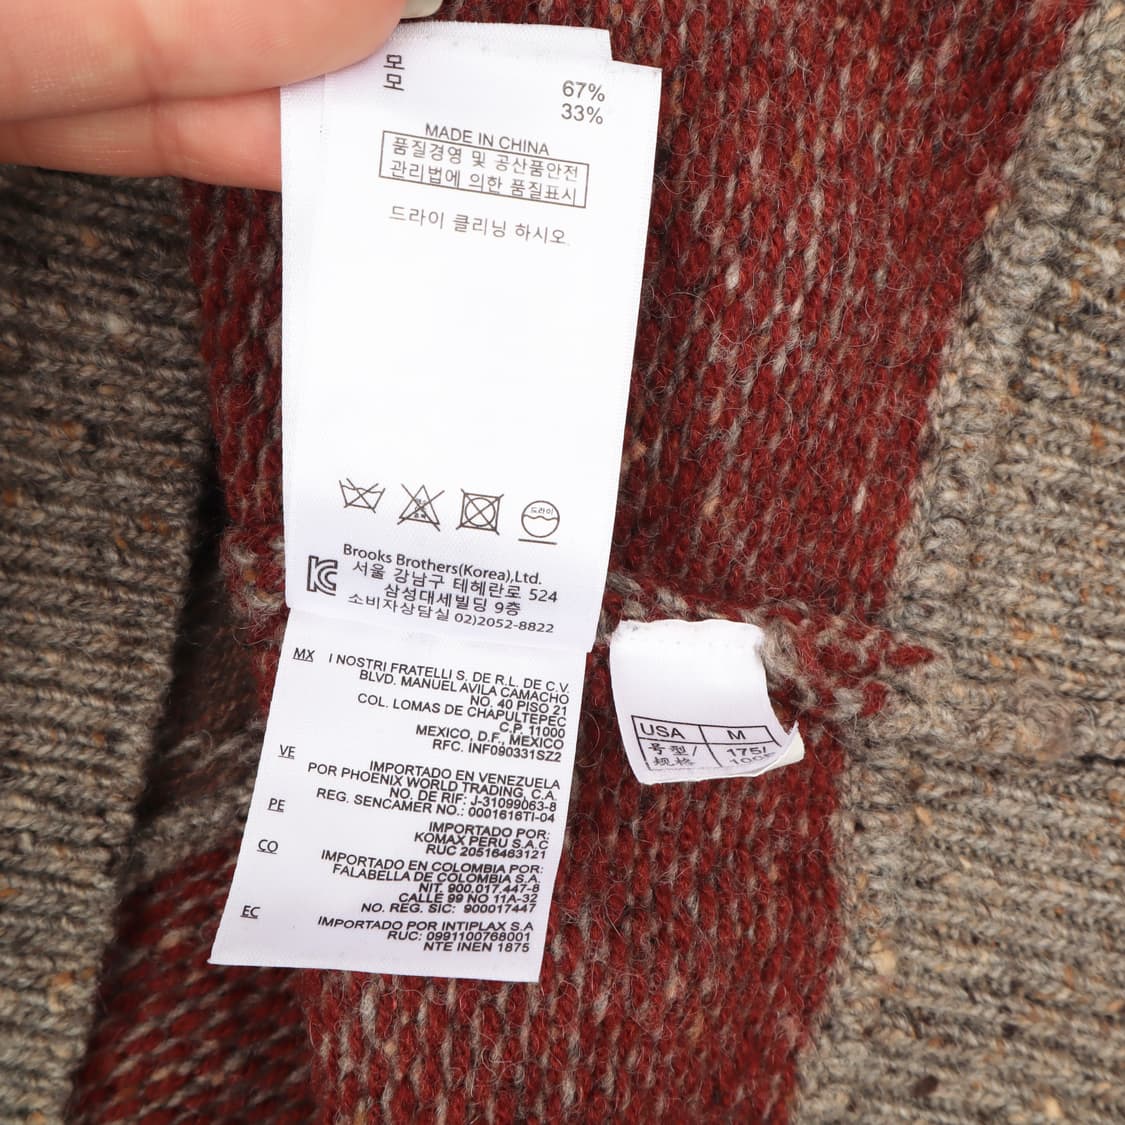 모 67%
모 33%
MADE IN CHINA
품질경영 및 공산품안전
관리법에 의한 품질표시
드라이 클리닝 하시오.
드라이
Brooks Brothers(Korea),Ltd.
서울 강남구 테헤란로 524
삼성대세빌딩 9층
소비자상담실 02)2052-8822
MX I NOSTRI FRATELLI S. DE R.L. DE C.V.
BLVD. MANUEL AVILA CAMACHO
NO. 40 PISO 21
COL. LOMAS DE CHAPULTEPEC
C.P. 11000
MEXICO, D.F. MEXICO
RFC. INF090331SZ2
VE IMPORTADO EN VENEZUELA
POR PHOENIX WORLD TRADING, C.A.
NO. DE RIF: J-31099063-8
REG. SENCAMER NO.: 0001616TI-04
PE IMPORTADO POR:
KOMAX PERU S.A.C
RUC 20516463121
CO IMPORTADO EN COLOMBIA POR:
FALABELLA DE COLOMBIA S.A.
NIT. 900.017.447-8
CALLE 99 NO 11A-32
NO. REG. SIC: 900017447
EC IMPORTADO POR INTIPLAX S.A
RUC: 0991100768001
NTE INEN 1875
USA M
号型/ 175/
规格